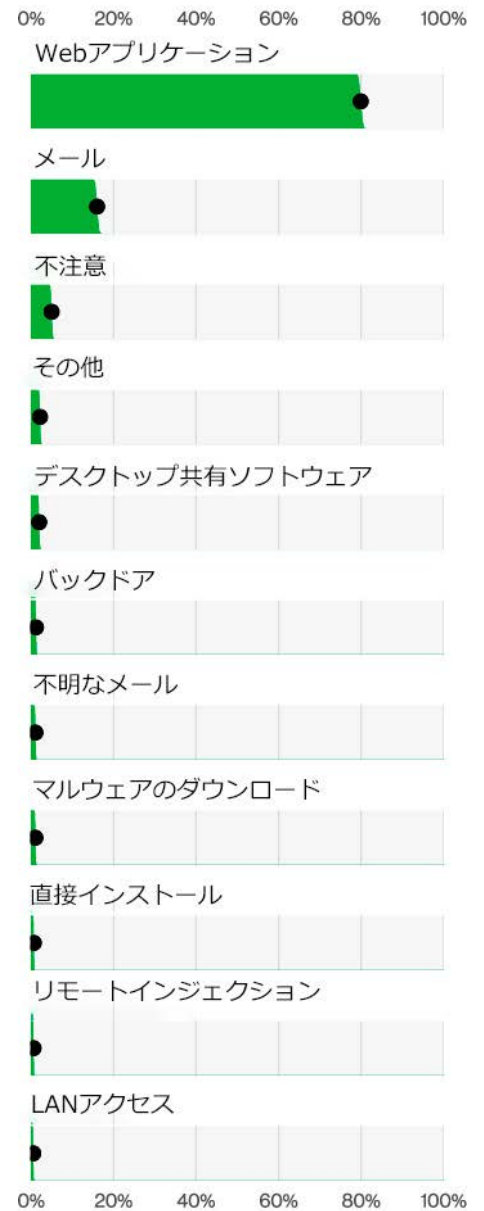 0% 20% 40% 60% 80% 100%
Webアプリケーション
メール
不注意
その他
デスクトップ共有ソフトウェア
バックドア
不明なメール
マルウェアのダウンロード
直接インストール
リモートインジェクション
LANアクセス
0% 20% 40% 60% 80% 100%